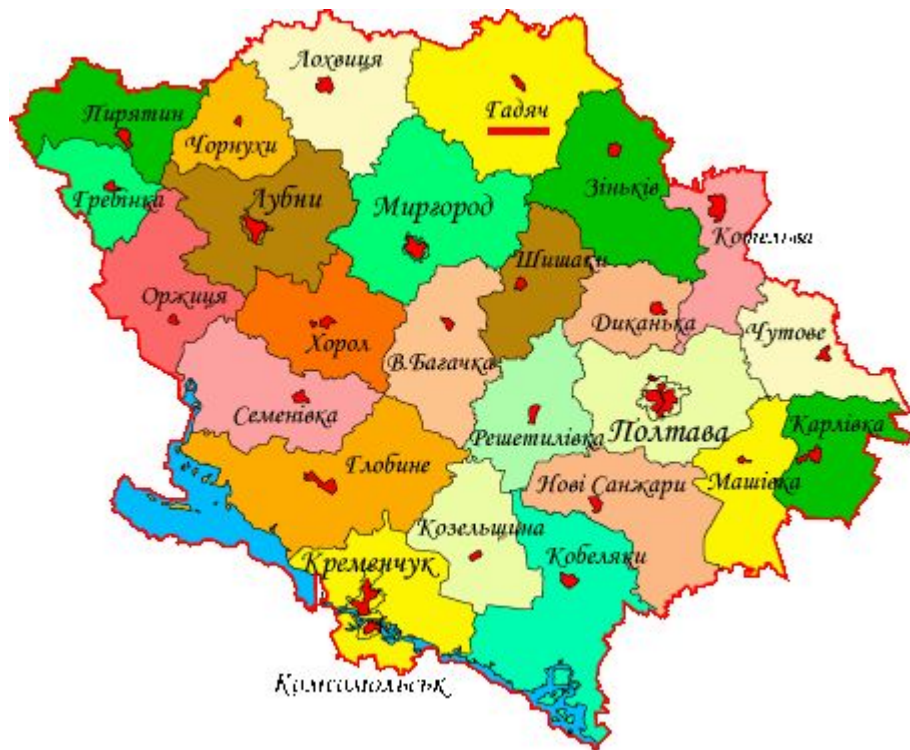 Лохвиця
Гадяч
Пирятин
Чорнухи
Зіньків
Гребінка
Лубни
Миргород
Котельва
Шишаки
Оржиця
Хорол
В.Багачка
Диканька
Чутове
Семенівка
Решетилівка
Полтава
Карлівка
Глобине
Нові Санжари
Машівка
Козельщина
Кременчук
Кобеляки
Комсомольськ